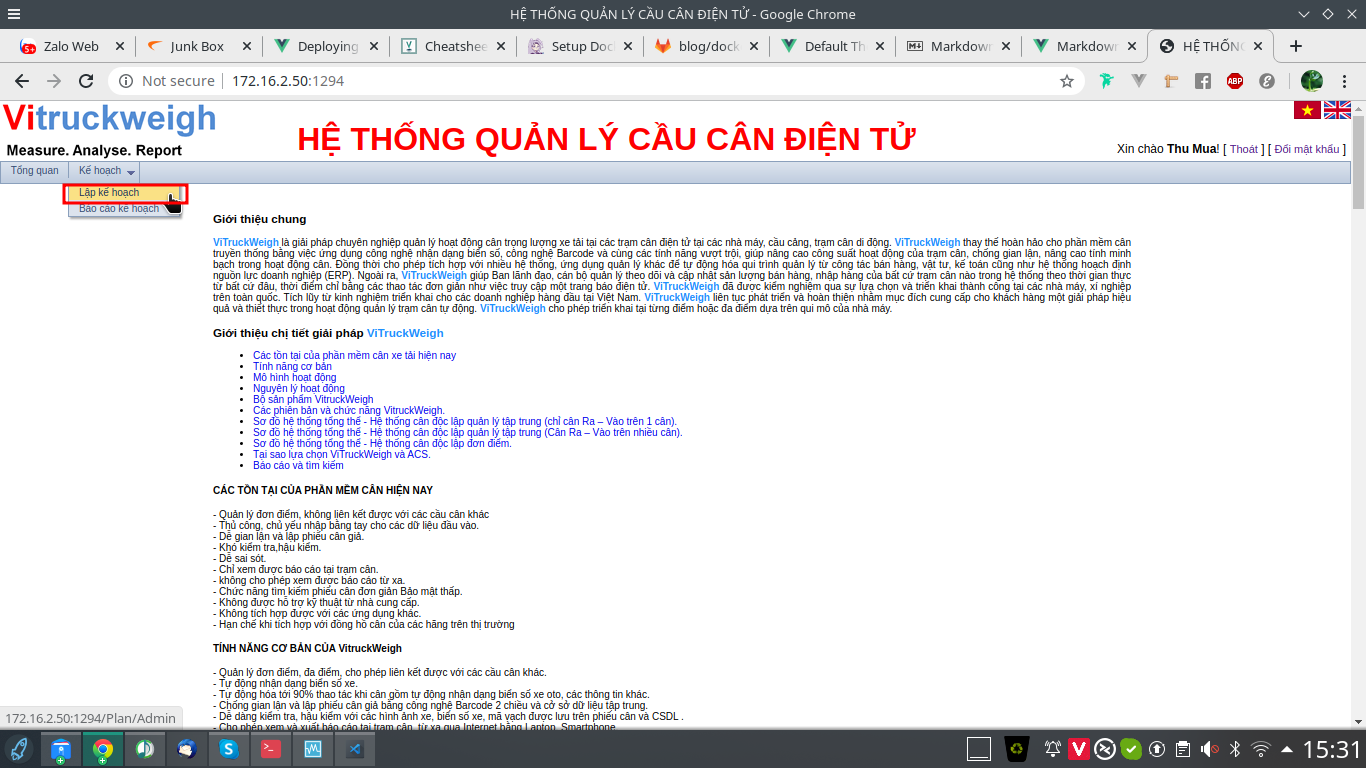 HỆ THỐNG QUẢN LÝ CẦU CÂN ĐIỆN TỬ - Google Chrome
Zalo Web
Junk Box
Deploying
Cheatshee
Setup Doc
blog/dock
Default Th
Markdown
Markdown
HỆ THỐNG
Not secure
172.16.2.50:1294
ABP
Vitruckweigh
Measure. Analyse. Report
HỆ THỐNG QUẢN LÝ CẦU CÂN ĐIỆN TỬ
Xin chào Thu Mua! [ Thoát ] [ Đổi mật khẩu ]
Tổng quan
Kế hoạch
Lập kế hoạch
Báo cáo kế hoạch
Giới thiệu chung
ViTruckWeigh là giải pháp chuyên nghiệp quản lý hoạt động cân trọng lượng xe tải tại các trạm cân điện tử tại các nhà máy, cầu cảng, trạm cân di động. ViTruckWeigh thay thế hoàn hảo cho phần mềm cân
truyền thống bằng việc ứng dụng công nghệ nhận dạng biển số, công nghệ Barcode và cùng các tính năng vượt trội, giúp nâng cao công suất hoạt động của trạm cân, chống gian lận, nâng cao tính minh
bạch trong hoạt động cân. Đồng thời cho phép tích hợp với nhiều hệ thống, ứng dụng quản lý khác để tự động hóa qui trình quản lý từ công tác bán hàng, vật tư, kế toán cũng như hệ thống hoạch định
nguồn lực doanh nghiệp (ERP). Ngoài ra, ViTruckWeigh giúp Ban lãnh đạo, cán bộ quản lý theo dõi và cập nhật sản lượng bán hàng, nhập hàng của bất cứ trạm cân nào trong hệ thống theo thời gian thực
từ bất cứ đâu, thời điểm chỉ bằng các thao tác đơn giản như việc truy cập một trang báo điện tử. ViTruckWeigh đã được kiểm nghiệm qua sự lựa chọn và triển khai thành công tại các nhà máy, xí nghiệp
trên toàn quốc. Tích lũy từ kinh nghiệm triển khai cho các doanh nghiệp hàng đầu tại Việt Nam. ViTruckWeigh liên tục phát triển và hoàn thiện nhằm mục đích cung cấp cho khách hàng một giải pháp hiệu
quả và thiết thực trong hoạt động quản lý trạm cân tự động. ViTruckWeigh cho phép triển khai tại từng điểm hoặc đa điểm dựa trên qui mô của nhà máy.
Giới thiệu chị tiết giải pháp ViTruckWeigh
Các tồn tại của phần mềm cân xe tải hiện nay
Tính năng cơ bản
Mô hình hoạt động
Nguyên lý hoạt động
Bộ sản phẩm VitruckWeigh
Các phiên bản và chức năng VitruckWeigh.
Sơ đồ hệ thống tổng thể - Hệ thống cân độc lập quản lý tập trung (chỉ cân Ra – Vào trên 1 cân).
Sơ đồ hệ thống tổng thể - Hệ thống cân độc lập quản lý tập trung (Cân Ra – Vào trên nhiều cân).
Sơ đồ hệ thống tổng thể - Hệ thống cân độc lập đơn điểm.
Tại sao lựa chọn ViTruckWeigh và ACS.
Báo cáo và tìm kiếm
CÁC TỒN TẠI CỦA PHẦN MỀM CÂN HIỆN NAY
- Quản lý đơn điểm, không liên kết được với các cầu cân khác
- Thủ công, chủ yếu nhập bằng tay cho các dữ liệu đầu vào.
- Dễ gian lận và lập phiếu cân giả.
- Khó kiểm tra,hậu kiểm.
- Dễ sai sót.
- Chỉ xem được báo cáo tại trạm cân.
- không cho phép xem được báo cáo từ xa.
- Chức năng tìm kiếm phiếu cân đơn giản Bảo mật thấp.
- Không được hỗ trợ kỹ thuật từ nhà cung cấp.
- Không tích hợp được với các ứng dụng khác.
- Hạn chế khi tích hợp với đồng hồ cân của các hãng trên thị trường
TÍNH NĂNG CƠ BẢN CỦA VitruckWeigh
- Quản lý đơn điểm, đa điểm, cho phép liên kết được với các cầu cân khác.
- Tự động nhận dạng biển số xe.
- Tự động hóa tới 90% thao tác khi cân gồm tự động nhận dạng biển số xe oto, các thông tin khác.
- Chống gian lận và lập phiếu cân giả bằng công nghệ Barcode 2 chiều và cở sở dữ liệu tập trung.
- Dễ dàng kiểm tra, hậu kiểm với các hình ảnh xe, biển số xe, mã vạch được lưu trên phiếu cân và CSDL .
- Cho phép xem và xuất báo cáo tại trạm cân, từ xa qua Internet bằng Laptop, Smartphone
172.16.2.50:1294/Plan/Admin
15:31